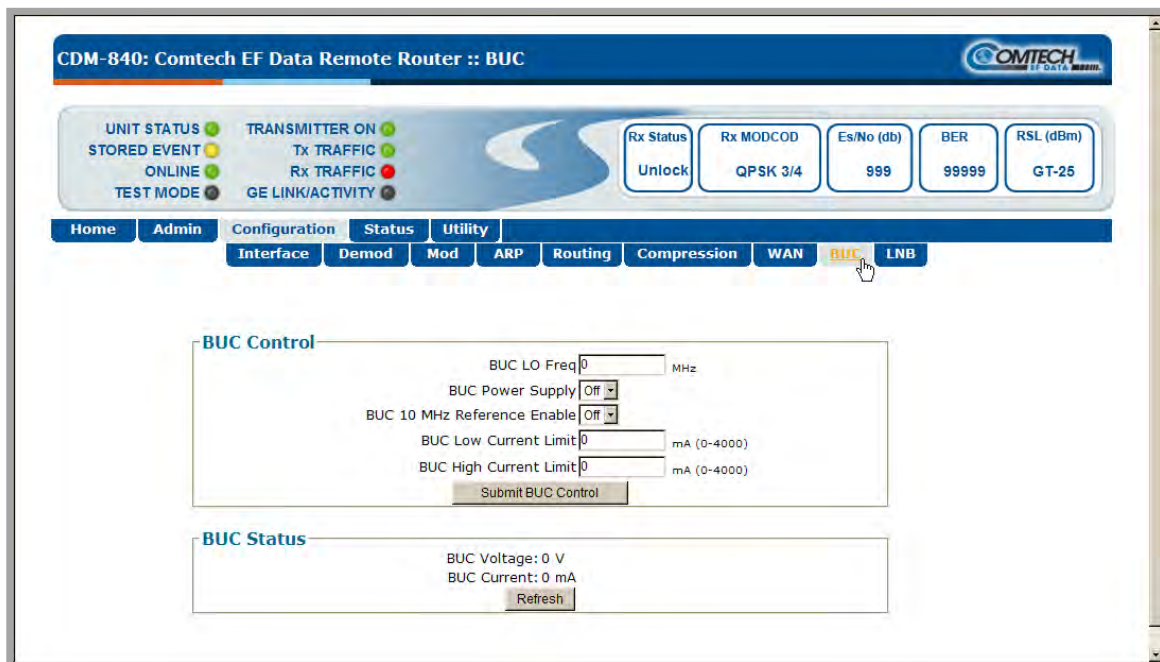 CDM-840: Comtech EF Data Remote Router :: BUC
COMTECH
EF DATA
UNIT STATUS
STORED EVENT
ONLINE
TEST MODE
TRANSMITTER ON
Tx TRAFFIC
Rx TRAFFIC
GE LINK/ACTIVITY
Rx Status
Unlock
Rx MODCOD
QPSK 3/4
Es/No (db)
999
BER
99999
RSL (dBm)
GT-25
Home Admin Configuration Status Utility
Interface Demod Mod ARP Routing Compression WAN BUC LNB
BUC Control
BUC LO Freq 0 MHz
BUC Power Supply Off
BUC 10 MHz Reference Enable Off
BUC Low Current Limit 0 mA (0-4000)
BUC High Current Limit 0 mA (0-4000)
Submit BUC Control
BUC Status
BUC Voltage: 0 V
BUC Current: 0 mA
Refresh